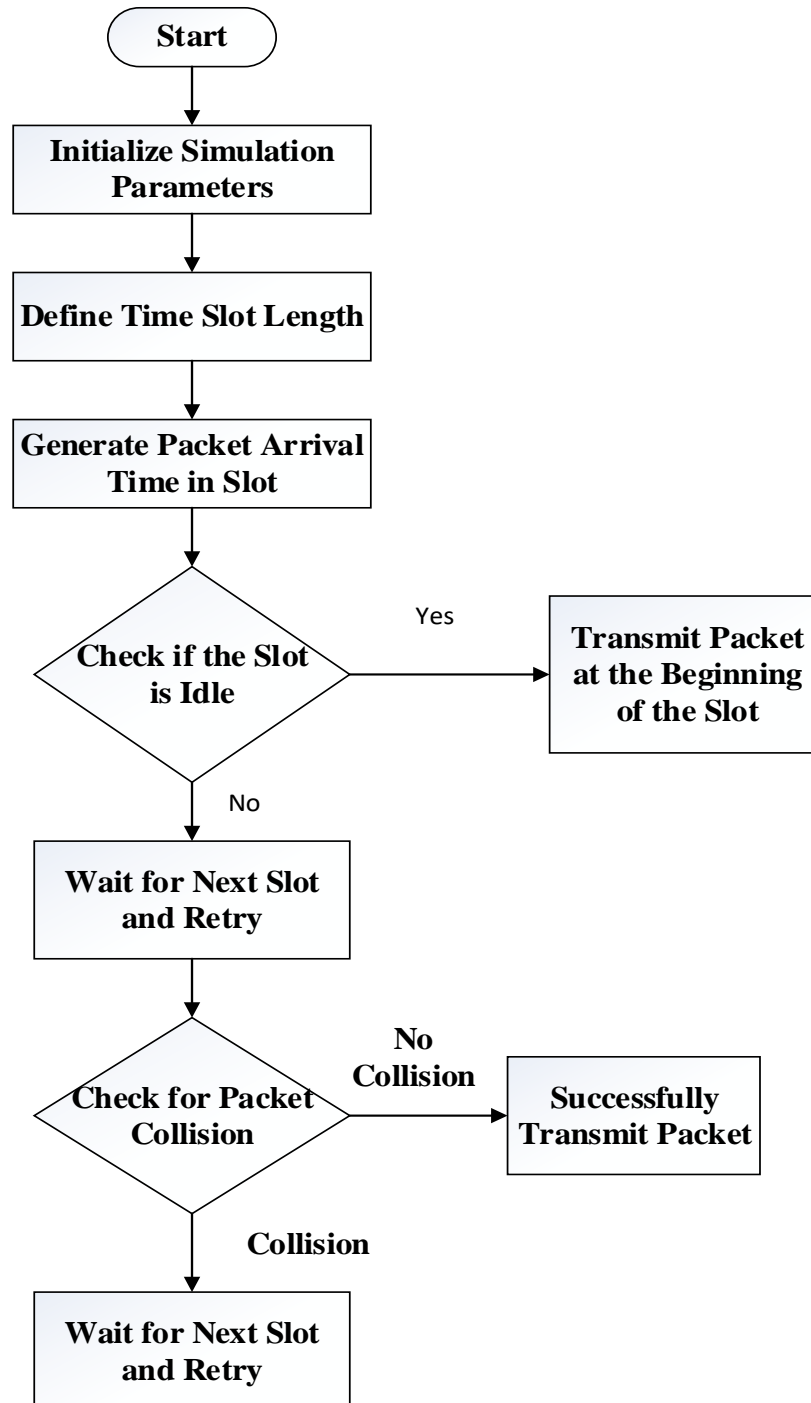 Start
Initialize Simulation
Parameters
Define Time Slot Length
Generate Packet Arrival
Time in Slot
Check if the Slot
is Idle
Yes
Transmit Packet
at the Beginning
of the Slot
No
Wait for Next Slot
and Retry
Check for Packet
Collision
No
Collision
Successfully
Transmit Packet
Collision
Wait for Next Slot
and Retry